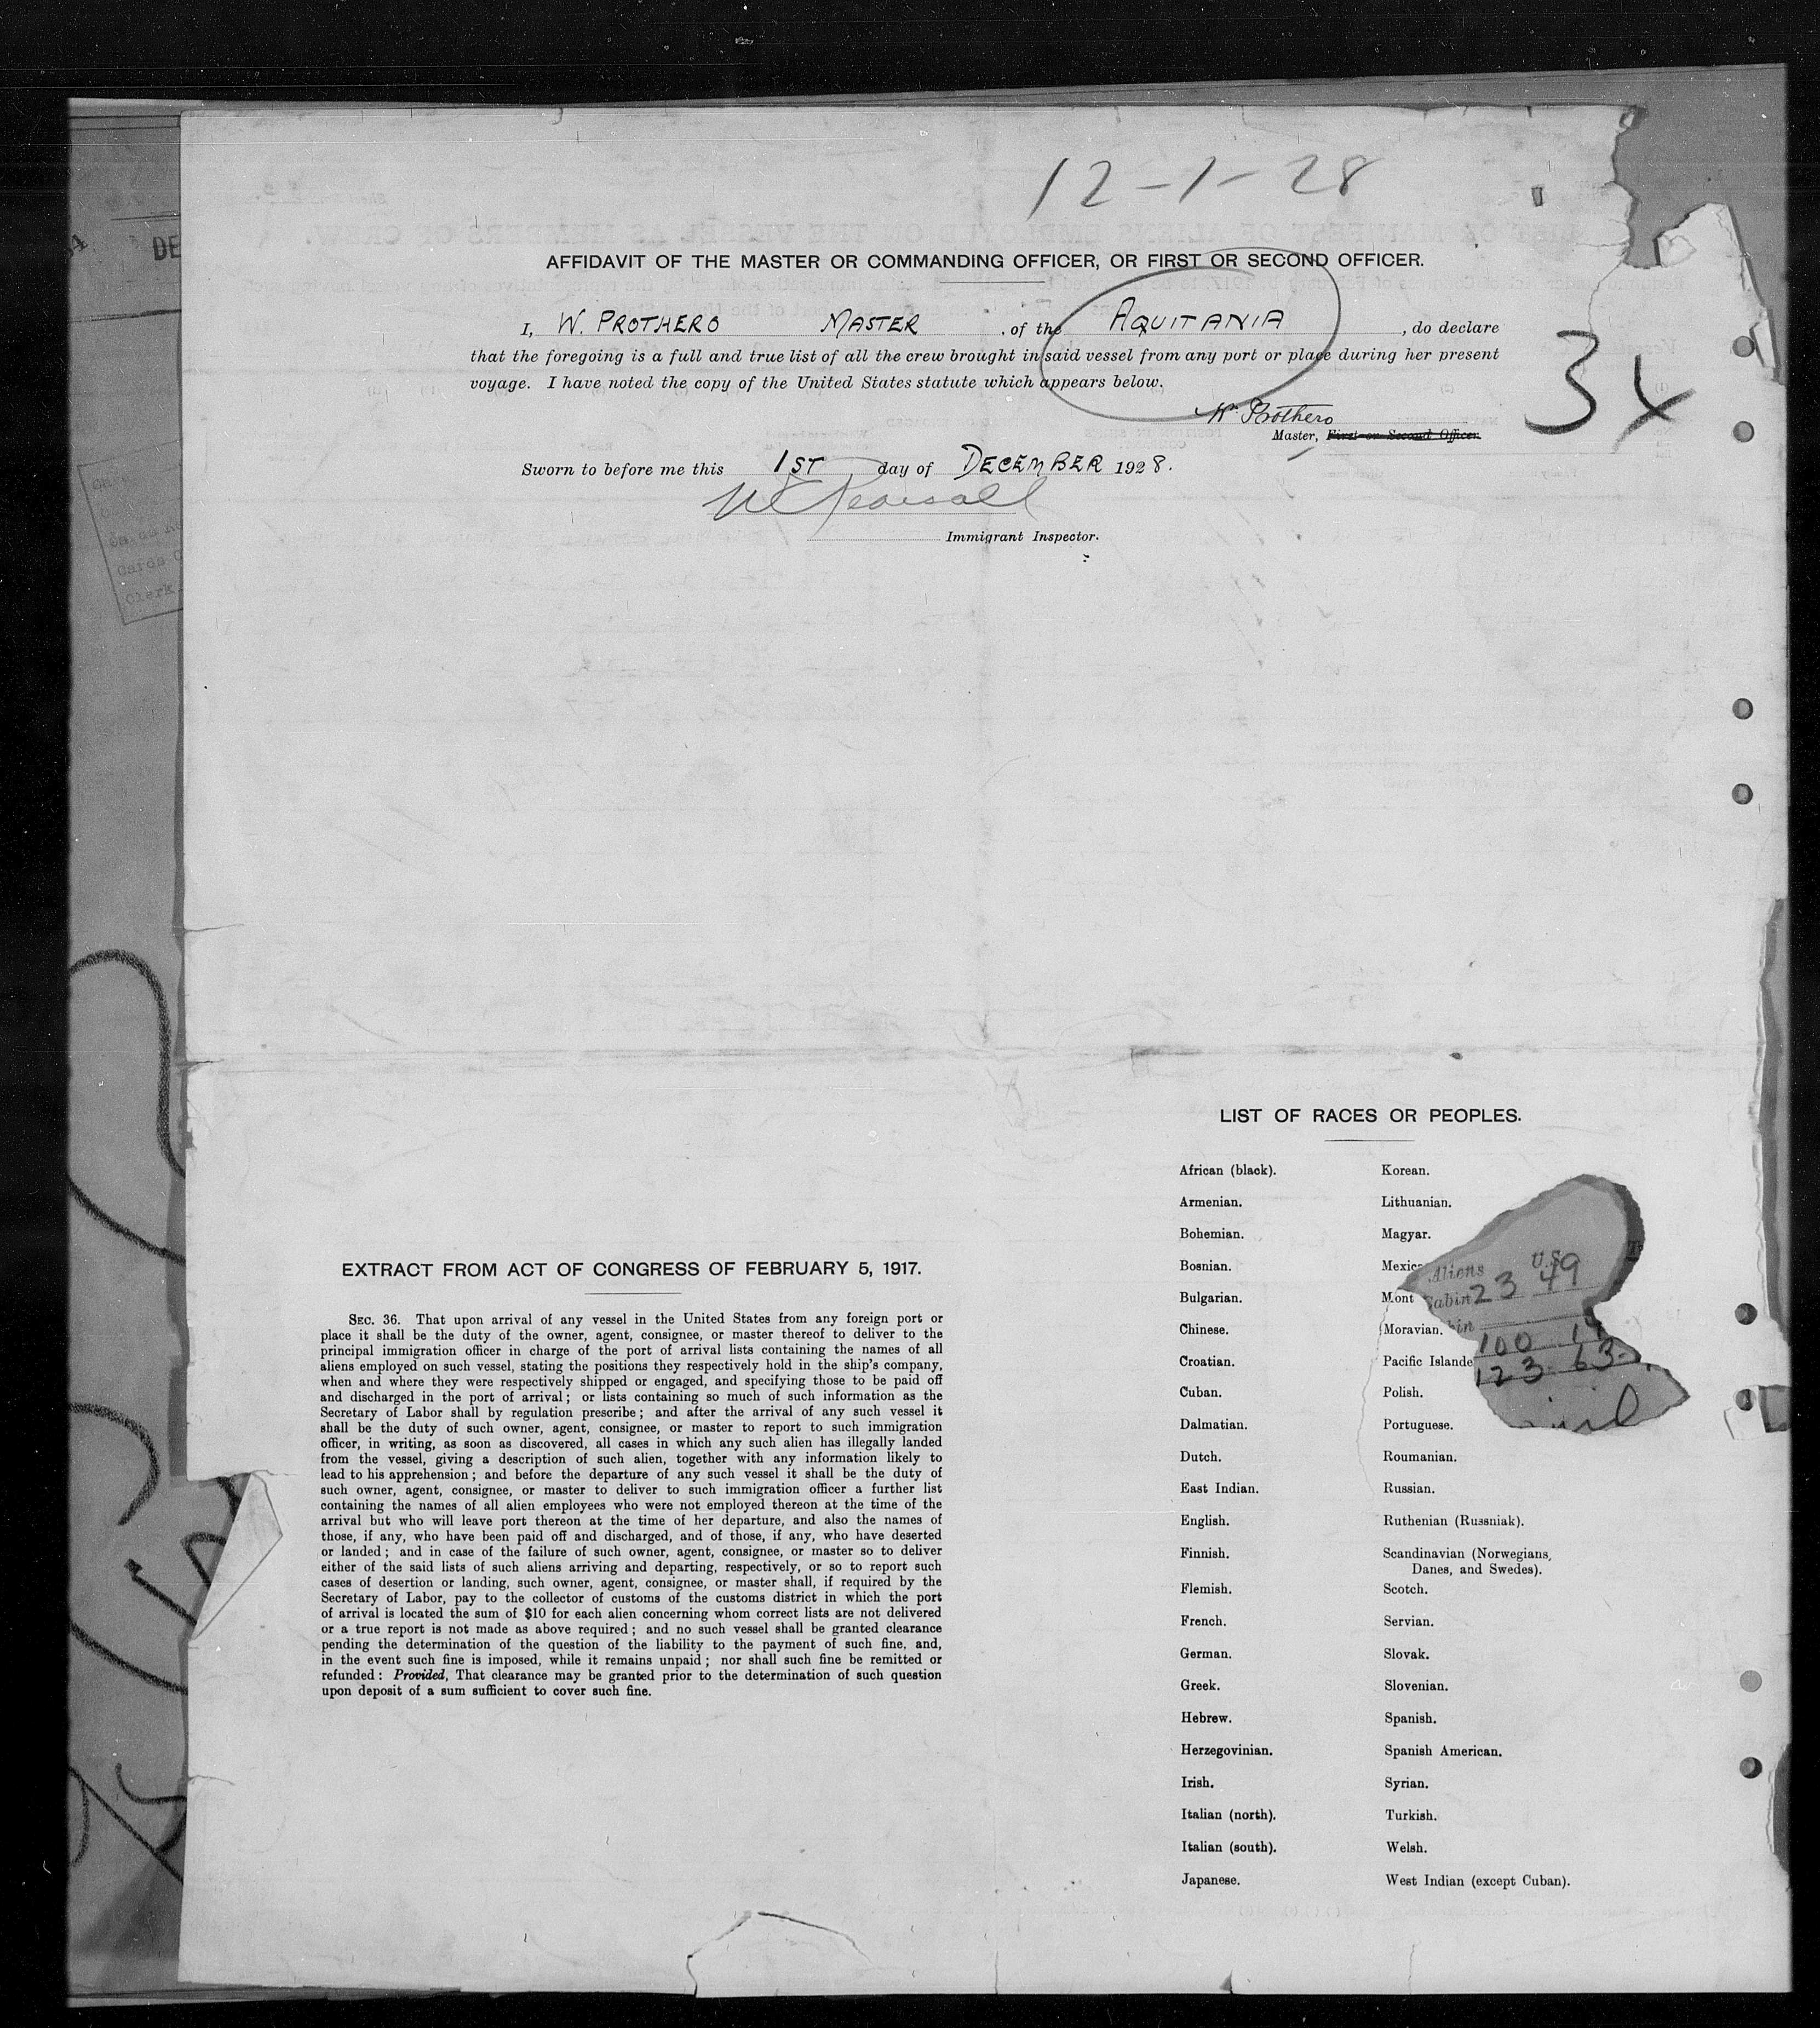 12-1-28
AFFIDAVIT OF THE MASTER OR COMMANDING OFFICER, OR FIRST OR SECOND OFFICER.
I, W. PROTHERO MASTER , of the AQUITANIA , do declare
that the foregoing is a full and true list of all the crew brought in said vessel from any port or place during her present
voyage. I have noted the copy of the United States statute which appears below.
Wm Prothero
Master, First or Second Officer.
Sworn to before me this 1ST day of DECEMBER 1928.
Immigrant Inspector.
34
DE
Cards
Clerk
EXTRACT FROM ACT OF CONGRESS OF FEBRUARY 5, 1917.
SEC. 36. That upon arrival of any vessel in the United States from any foreign port or
place it shall be the duty of the owner, agent, consignee, or master thereof to deliver to the
principal immigration officer in charge of the port of arrival lists containing the names of all
aliens employed on such vessel, stating the positions they respectively hold in the ship's company,
when and where they were respectively shipped or engaged, and specifying those to be paid off
and discharged in the port of arrival; or lists containing so much of such information as the
Secretary of Labor shall by regulation prescribe; and after the arrival of any such vessel it
shall be the duty of such owner, agent, consignee, or master to report to such immigration
officer, in writing, as soon as discovered, all cases in which any such alien has illegally landed
from the vessel, giving a description of such alien, together with any information likely to
lead to his apprehension; and before the departure of any such vessel it shall be the duty of
such owner, agent, consignee, or master to deliver to such immigration officer a further list
containing the names of all alien employees who were not employed thereon at the time of the
arrival but who will leave port thereon at the time of her departure, and also the names of
those, if any, who have been paid off and discharged, and of those, if any, who have deserted
or landed; and in case of the failure of such owner, agent, consignee, or master so to deliver
either of the said lists of such aliens arriving and departing, respectively, or so to report such
cases of desertion or landing, such owner, agent, consignee, or master shall, if required by the
Secretary of Labor, pay to the collector of customs of the customs district in which the port
of arrival is located the sum of $10 for each alien concerning whom correct lists are not delivered
or a true report is not made as above required; and no such vessel shall be granted clearance
pending the determination of the question of the liability to the payment of such fine, and,
in the event such fine is imposed, while it remains unpaid; nor shall such fine be remitted or
refunded: Provided, That clearance may be granted prior to the determination of such question
upon deposit of a sum sufficient to cover such fine.
LIST OF RACES OR PEOPLES.
African (black). Korean.
Armenian. Lithuanian.
Bohemian. Magyar.
Bosnian. Mexic
Bulgarian. Mont
Chinese. Moravian.
Croatian. Pacific Islande
Cuban. Polish.
Dalmatian. Portuguese.
Dutch. Roumanian.
East Indian. Russian.
English. Ruthenian (Russniak).
Finnish. Scandinavian (Norwegians,
Danes, and Swedes).
Flemish. Scotch.
French. Servian.
German. Slovak.
Greek. Slovenian.
Hebrew. Spanish.
Herzegovinian. Spanish American.
Irish. Syrian.
Italian (north). Turkish.
Italian (south). Welsh.
Japanese. West Indian (except Cuban).
Aliens U.S.
Cabin 23 49
bin 100 14
123 63